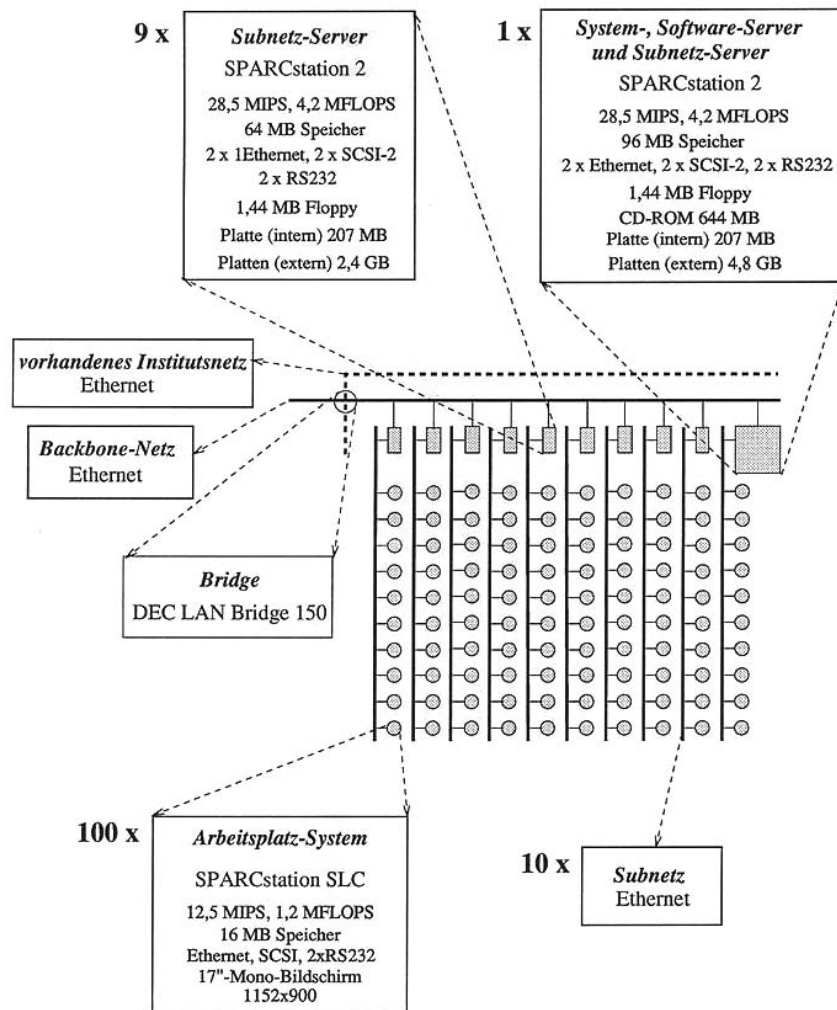 9 x
Subnetz-Server
SPARCstation 2
28,5 MIPS, 4,2 MFLOPS
64 MB Speicher
2 x 1Ethernet, 2 x SCSI-2
2 x RS232
1,44 MB Floppy
Platte (intern) 207 MB
Platten (extern) 2,4 GB
1 x
System-, Software-Server
und Subnetz-Server
SPARCstation 2
28,5 MIPS, 4,2 MFLOPS
96 MB Speicher
2 x Ethernet, 2 x SCSI-2, 2 x RS232
1,44 MB Floppy
CD-ROM 644 MB
Platte (intern) 207 MB
Platten (extern) 4,8 GB
vorhandenes Institutsnetz
Ethernet
Backbone-Netz
Ethernet
Bridge
DEC LAN Bridge 150
100 x
Arbeitsplatz-System
SPARCstation SLC
12,5 MIPS, 1,2 MFLOPS
16 MB Speicher
Ethernet, SCSI, 2xRS232
17"-Mono-Bildschirm
1152x900
10 x
Subnetz
Ethernet